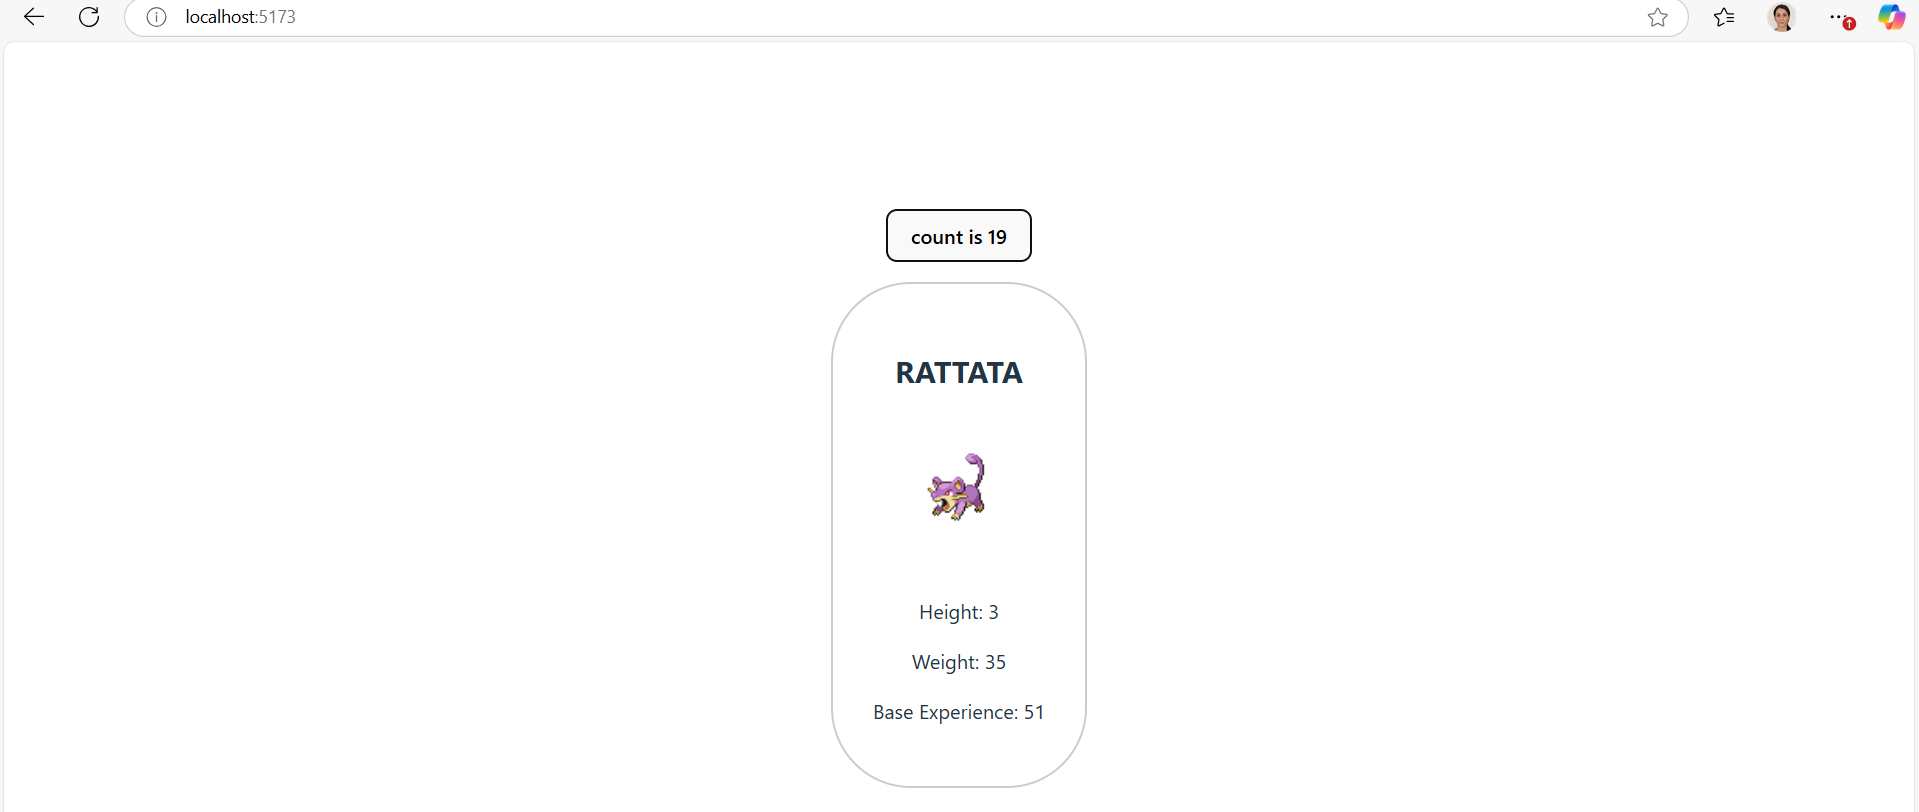 localhost:5173
count is 19
RATTATA
Height: 3
Weight: 35
Base Experience: 51